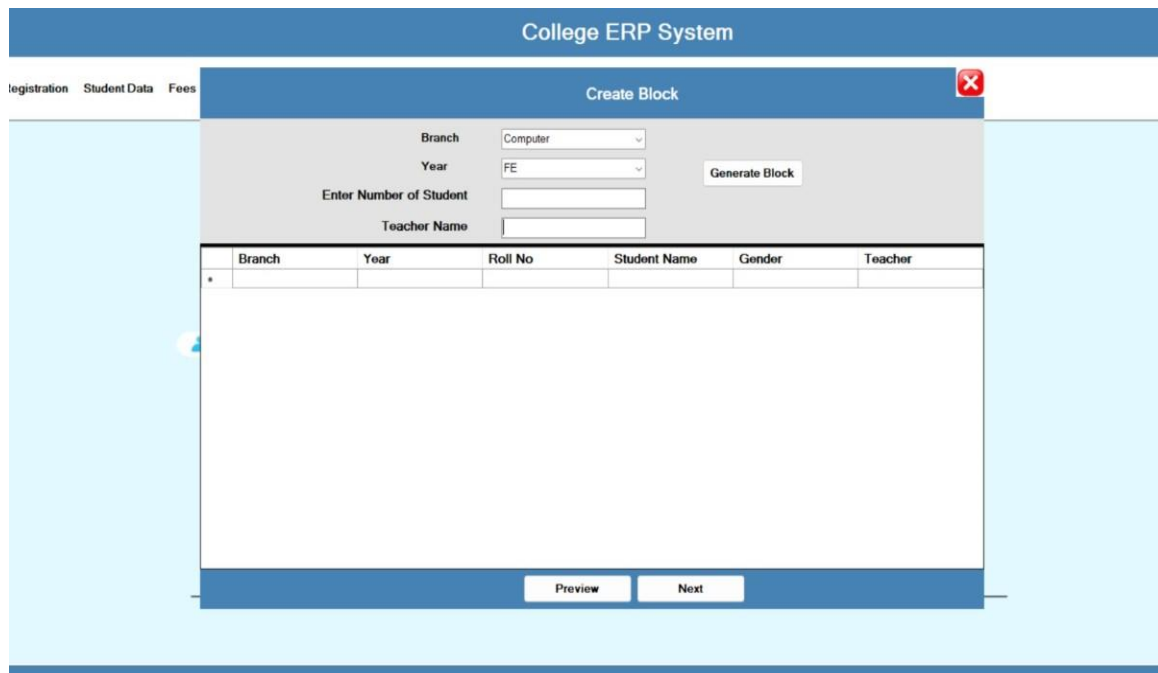 College ERP System
legistration Student Data Fees
Create Block
Branch Computer
Year FE
Generate Block
Enter Number of Student
Teacher Name
Branch Year Roll No Student Name Gender Teacher
*
Preview Next